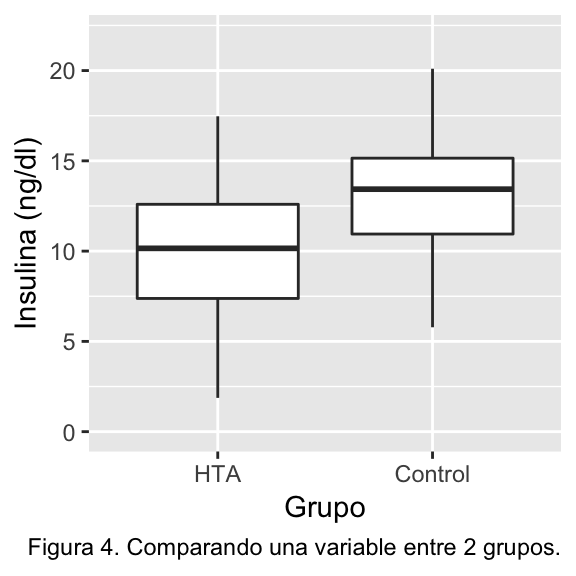 20
15
10
5
0
Insulina (ng/dl)
HTA Control
Grupo
Figura 4. Comparando una variable entre 2 grupos.